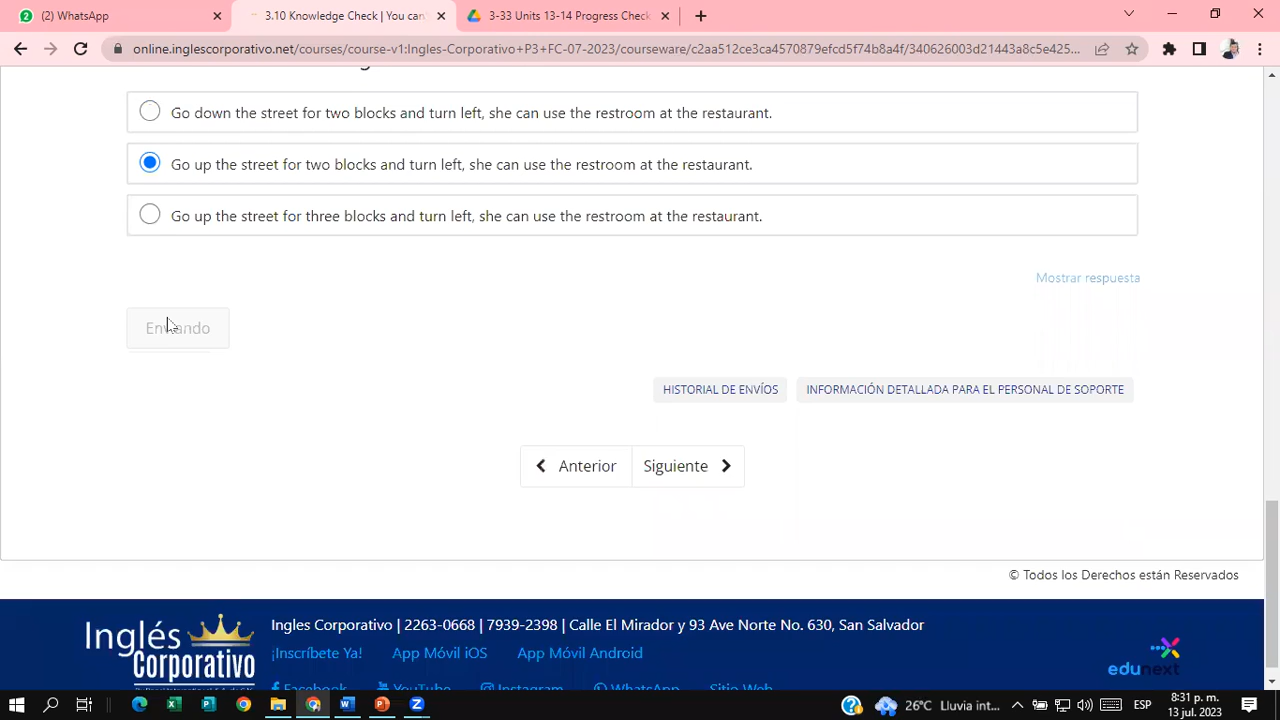 (2) WhatsApp
3.10 Knowledge Check | You can'
3-33 Units 13-14 Progress Check
online.inglescorporativo.net/courses/course-v1:Ingles-Corporativo+P3+FC-07-2023/courseware/c2aa512ce3ca4570879efcd5f74b8a4f/340626003d21443a8c5e425...
Go down the street for two blocks and turn left, she can use the restroom at the restaurant.
Go up the street for two blocks and turn left, she can use the restroom at the restaurant.
Go up the street for three blocks and turn left, she can use the restroom at the restaurant.
Mostrar respuesta
Enviando
HISTORIAL DE ENVÍOS
INFORMACIÓN DETALLADA PARA EL PERSONAL DE SOPORTE
Anterior
Siguiente
© Todos los Derechos están Reservados
Inglés
Corporativo
Ingles Corporativo | 2263-0668 | 7939-2398 | Calle El Mirador y 93 Ave Norte No. 630, San Salvador
¡Inscríbete Ya!
App Móvil iOS
App Móvil Android
edunext
Facebook
YouTube
Instagram
WhatsApp
Sitio Web
26°C Lluvia int...
ESP
8:31 p. m.
13 jul. 2023